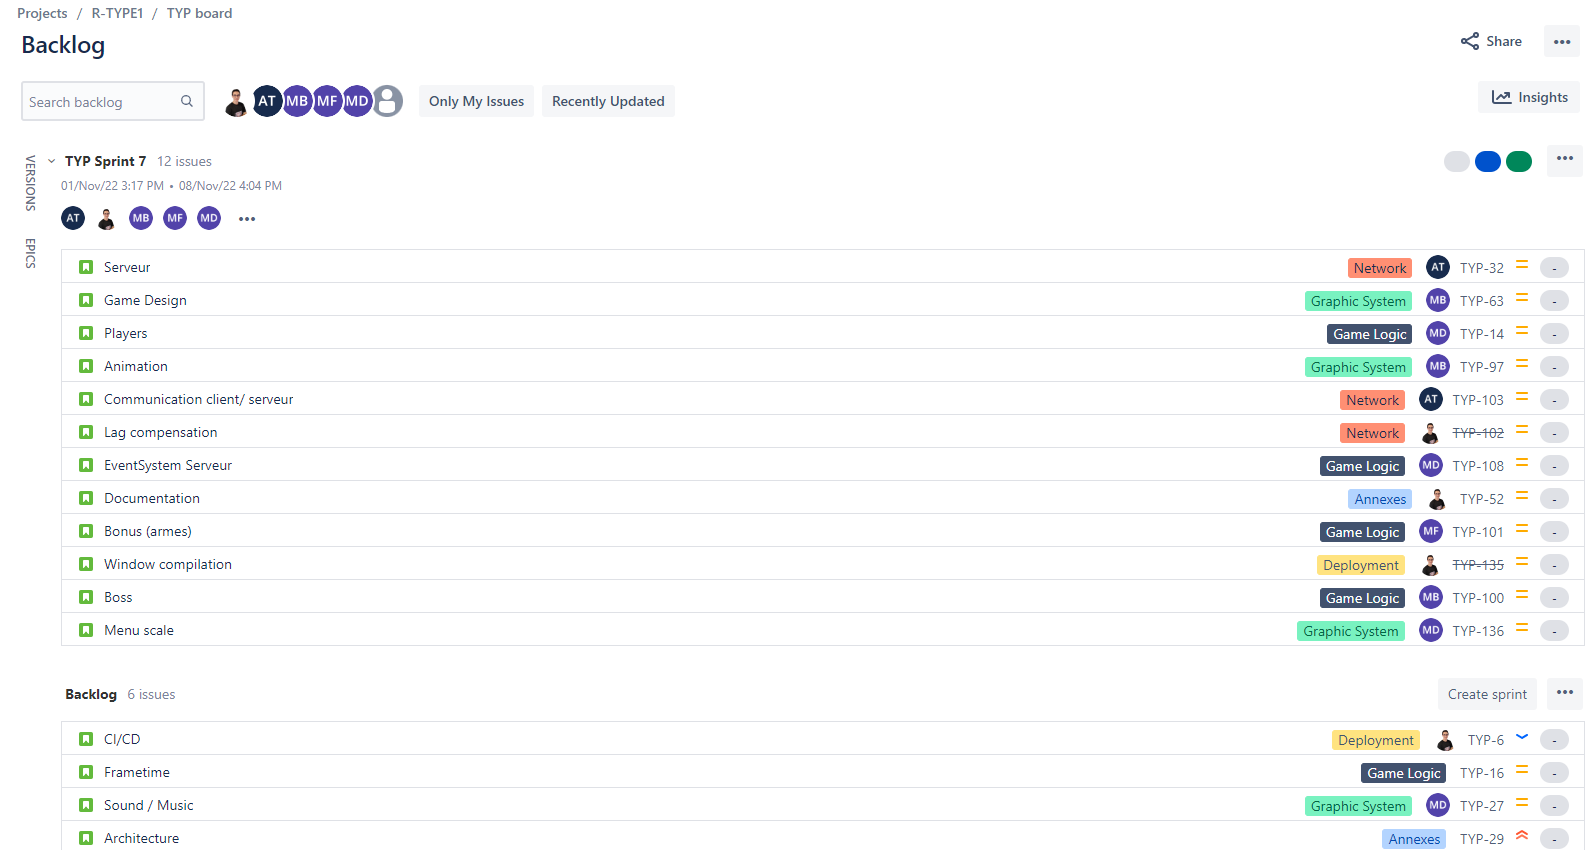 Projects / R-TYPE1 / TYP board
Backlog
Share
Search backlog
AT MB MF MD
Only My Issues
Recently Updated
Insights
VERSIONS
EPICS
TYP Sprint 7 12 issues
01/Nov/22 3:17 PM • 08/Nov/22 4:04 PM
AT MB MF MD
Serveur Network AT TYP-32 -
Game Design Graphic System MB TYP-63 -
Players Game Logic MD TYP-14 -
Animation Graphic System MB TYP-97 -
Communication client/ serveur Network AT TYP-103 -
Lag compensation Network TYP-102 -
EventSystem Serveur Game Logic MD TYP-108 -
Documentation Annexes TYP-52 -
Bonus (armes) Game Logic MF TYP-101 -
Window compilation Deployment TYP-135 -
Boss Game Logic MB TYP-100 -
Menu scale Graphic System MD TYP-136 -
Backlog 6 issues Create sprint
CI/CD Deployment TYP-6 -
Frametime Game Logic TYP-16 -
Sound / Music Graphic System MD TYP-27 -
Architecture Annexes TYP-29 -